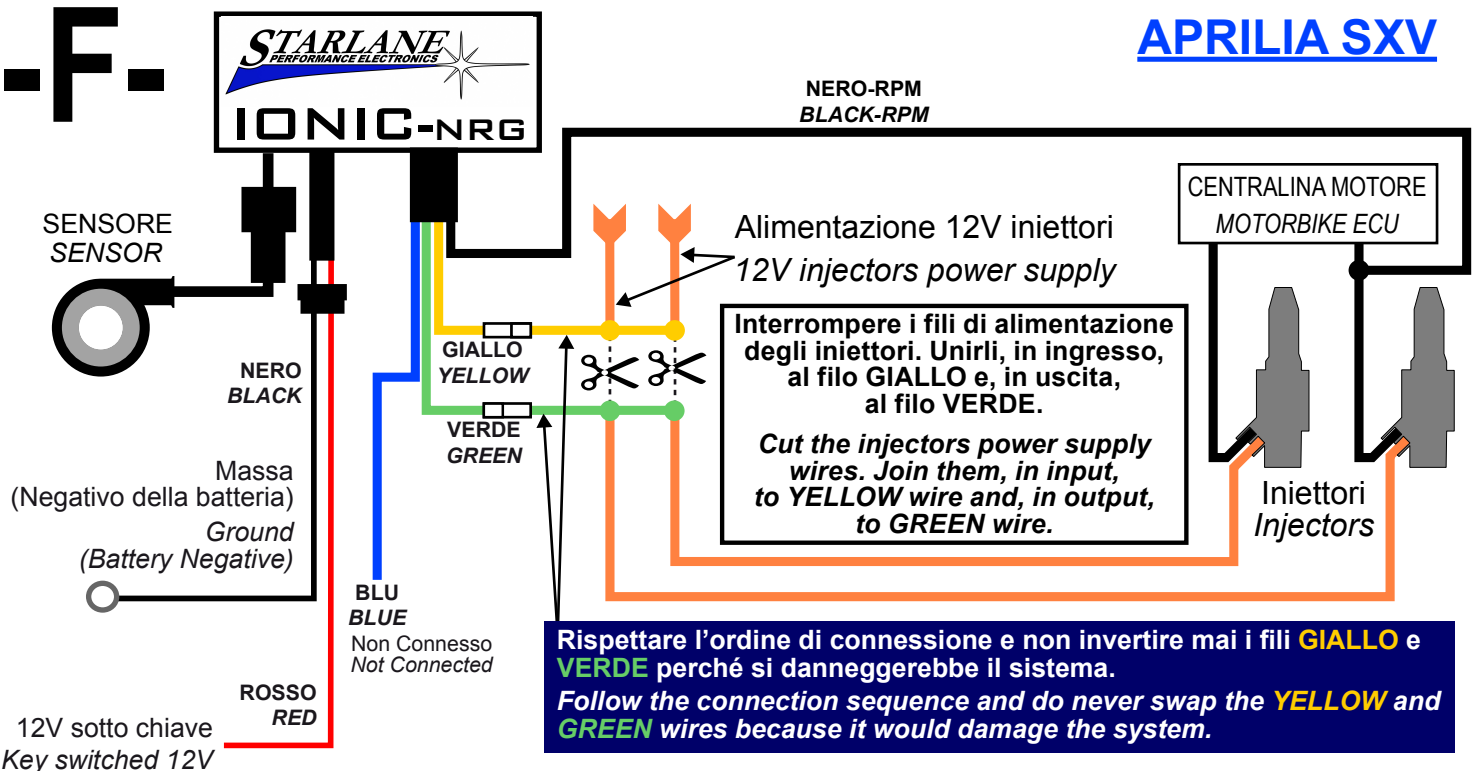 -F-
STARLANE
PERFORMANCE ELECTRONICS
IONIC-NRG
APRILIA SXV
NERO-RPM
BLACK-RPM
CENTRALINA MOTORE
MOTORBIKE ECU
SENSORE
SENSOR
Alimentazione 12V iniettori
12V injectors power supply
GIALLO
YELLOW
VERDE
GREEN
NERO
BLACK
Interrompere i fili di alimentazione
degli iniettori. Unirli, in ingresso,
al filo GIALLO e, in uscita,
al filo VERDE.
Cut the injectors power supply
wires. Join them, in input,
to YELLOW wire and, in output,
to GREEN wire.
Iniettori
Injectors
Massa
(Negativo della batteria)
Ground
(Battery Negative)
BLU
BLUE
Non Connesso
Not Connected
ROSSO
RED
12V sotto chiave
Key switched 12V
Rispettare l’ordine di connessione e non invertire mai i fili GIALLO e
VERDE perché si danneggerebbe il sistema.
Follow the connection sequence and do never swap the YELLOW and
GREEN wires because it would damage the system.